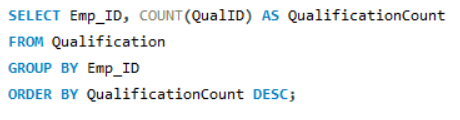 SELECT Emp_ID, COUNT(QualID) AS QualificationCount
FROM Qualification
GROUP BY Emp_ID
ORDER BY QualificationCount DESC;